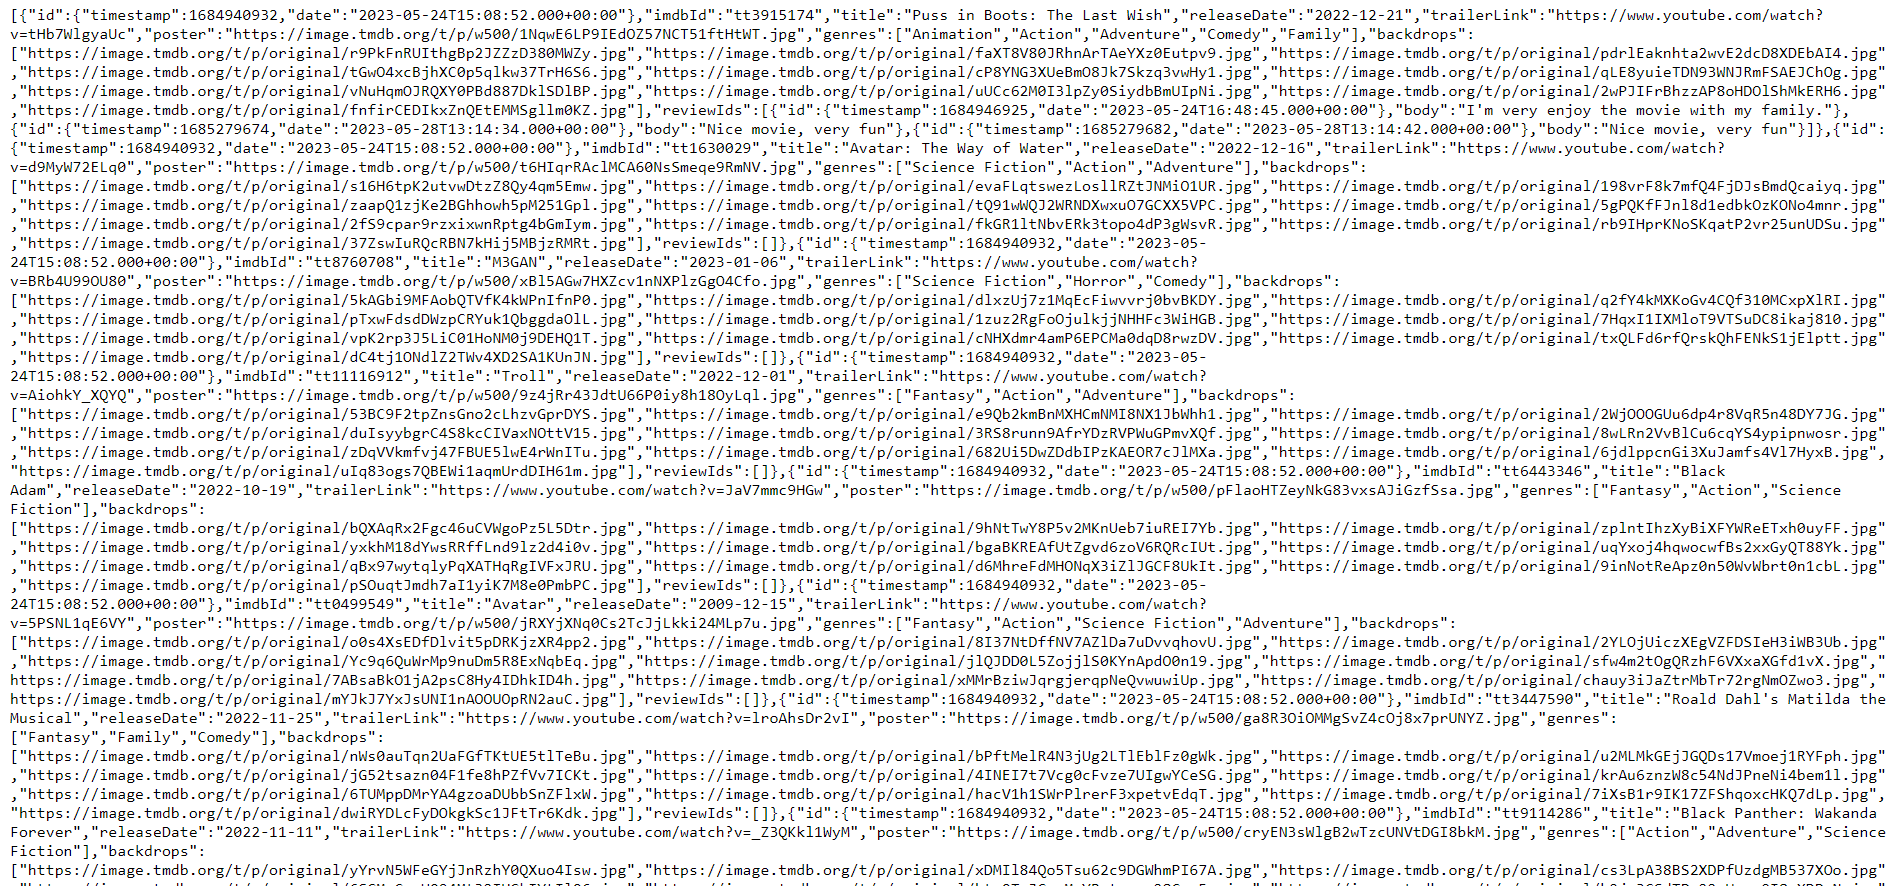 [{"id":{"timestamp":1684940932,"date":"2023-05-24T15:08:52.000+00:00"},"imdbId":"tt3915174","title":"Puss in Boots: The Last Wish","releaseDate":"2022-12-21","trailerLink":"https://www.youtube.com/watch?
v=tHb7WlgyaUc","poster":"https://image.tmdb.org/t/p/w500/1NqwE6LP9IEdOZ57NCT51ftHtWT.jpg","genres":["Animation","Action","Adventure","Comedy","Family"],"backdrops":
["https://image.tmdb.org/t/p/original/r9PkFnRUIthgBp2JZZzD380MWZy.jpg","https://image.tmdb.org/t/p/original/faXT8V80JRhnArTAeYXz0Eutpv9.jpg","https://image.tmdb.org/t/p/original/pdrlEaknhta2wvE2dcD8XDEbAI4.jpg"
,"https://image.tmdb.org/t/p/original/tGwO4xcBjhXC0p5qlkw37TrH6S6.jpg","https://image.tmdb.org/t/p/original/cP8YNG3XUeBmO8Jk7Skzq3vwHy1.jpg","https://image.tmdb.org/t/p/original/qLE8yuieTDN93WNJRmFSAEJChOg.jpg"
,"https://image.tmdb.org/t/p/original/vNuHqmOJRQXY0PBd887DklSDlBP.jpg","https://image.tmdb.org/t/p/original/uUCc62M0I3lpZy0SiydbBmUIpNi.jpg","https://image.tmdb.org/t/p/original/2wPJIFrBhzzAP8oHDOlShMkERH6.jpg"
,"https://image.tmdb.org/t/p/original/fnfirCEDIkxZnQEtEMMSgllm0KZ.jpg"],"reviewIds":[{"id":{"timestamp":1684946925,"date":"2023-05-24T16:48:45.000+00:00"},"body":"I'm very enjoy the movie with my family."},
{"id":{"timestamp":1685279674,"date":"2023-05-28T13:14:34.000+00:00"},"body":"Nice movie, very fun"},{"id":{"timestamp":1685279682,"date":"2023-05-28T13:14:42.000+00:00"},"body":"Nice movie, very fun"}]},{"id":
{"timestamp":1684940932,"date":"2023-05-24T15:08:52.000+00:00"},"imdbId":"tt1630029","title":"Avatar: The Way of Water","releaseDate":"2022-12-16","trailerLink":"https://www.youtube.com/watch?
v=d9MyW72ELq0","poster":"https://image.tmdb.org/t/p/w500/t6HIqrRAclMCA60NsSmeqe9RmNV.jpg","genres":["Science Fiction","Action","Adventure"],"backdrops":
["https://image.tmdb.org/t/p/original/s16H6tpK2utvwDtzZ8Qy4qm5Emw.jpg","https://image.tmdb.org/t/p/original/evaFLqtswezLosllRZtJNMiO1UR.jpg","https://image.tmdb.org/t/p/original/198vrF8k7mfQ4FjDJsBmdQcaiyq.jpg"
,"https://image.tmdb.org/t/p/original/zaapQ1zjKe2BGhhowh5pM251Gpl.jpg","https://image.tmdb.org/t/p/original/tQ91wWQJ2WRNDXwxuO7GCXX5VPC.jpg","https://image.tmdb.org/t/p/original/5gPQKfFJnl8d1edbkOzKONo4mnr.jpg"
,"https://image.tmdb.org/t/p/original/2fS9cpar9rzxixwnRptg4bGmIym.jpg","https://image.tmdb.org/t/p/original/fkGR1ltNbvERk3topo4dP3gWsvR.jpg","https://image.tmdb.org/t/p/original/rb9IHprKNoSKqatP2vr25unUDSu.jpg"
,"https://image.tmdb.org/t/p/original/37ZswIuRQcRBN7kHij5MBjzRMRt.jpg"],"reviewIds":[]},{"id":{"timestamp":1684940932,"date":"2023-05-
24T15:08:52.000+00:00"},"imdbId":"tt8760708","title":"M3GAN","releaseDate":"2023-01-06","trailerLink":"https://www.youtube.com/watch?
v=BRb4U99OU80","poster":"https://image.tmdb.org/t/p/w500/xBl5AGw7HXZcv1nNXPlzGgO4Cfo.jpg","genres":["Science Fiction","Horror","Comedy"],"backdrops":
["https://image.tmdb.org/t/p/original/5kAGbi9MFAobQTVfK4kWPnIfnP0.jpg","https://image.tmdb.org/t/p/original/dlxzUj7z1MqEcFiwvvrj0bvBKDY.jpg","https://image.tmdb.org/t/p/original/q2fY4kMXKoGv4CQf310MCxpXlRI.jpg"
,"https://image.tmdb.org/t/p/original/pTxwFdsdDWzpCRYuk1QbggdaOlL.jpg","https://image.tmdb.org/t/p/original/1zuz2RgFoOjulkjjNHHFc3WiHGB.jpg","https://image.tmdb.org/t/p/original/7HqxI1IXMloT9VTSuDC8ikaj810.jpg"
,"https://image.tmdb.org/t/p/original/vpK2rp3J5LiC01HoNM0j9DEHQ1T.jpg","https://image.tmdb.org/t/p/original/cNHXdmr4amP6EPCMa0dqD8rwzDV.jpg","https://image.tmdb.org/t/p/original/txQLFd6rfQrskQhFENkS1jElptt.jpg"
,"https://image.tmdb.org/t/p/original/dC4tj1ONdlZ2TWv4XD2SA1KUnJN.jpg"],"reviewIds":[]},{"id":{"timestamp":1684940932,"date":"2023-05-
24T15:08:52.000+00:00"},"imdbId":"tt11116912","title":"Troll","releaseDate":"2022-12-01","trailerLink":"https://www.youtube.com/watch?
v=AiohkY_XQYQ","poster":"https://image.tmdb.org/t/p/w500/9z4jRr43JdtU66P0iy8h18OyLql.jpg","genres":["Fantasy","Action","Adventure"],"backdrops":
["https://image.tmdb.org/t/p/original/53BC9F2tpZnsGno2cLhzvGprDYS.jpg","https://image.tmdb.org/t/p/original/e9Qb2kmBnMXHCmNMI8NX1JbWhh1.jpg","https://image.tmdb.org/t/p/original/2WjOOOGUu6dp4r8VqR5n48DY7JG.jpg"
,"https://image.tmdb.org/t/p/original/duIsyybgrC4S8kcCIVaxNOttV15.jpg","https://image.tmdb.org/t/p/original/3RS8runn9AfrYDzRVPWuGPmvXQf.jpg","https://image.tmdb.org/t/p/original/8wLRn2VvBlCu6cqYS4ypipnwosr.jpg"
,"https://image.tmdb.org/t/p/original/zDqVVkmfvj47FBUE5lwE4rWnITu.jpg","https://image.tmdb.org/t/p/original/682Ui5DwZDdbIPzKAEOR7cJlMXa.jpg","https://image.tmdb.org/t/p/original/6jdlppcnGi3XuJamfs4Vl7HyxB.jpg",
"https://image.tmdb.org/t/p/original/uIq83ogs7QBEWi1aqmUrdDIH61m.jpg"],"reviewIds":[]},{"id":{"timestamp":1684940932,"date":"2023-05-24T15:08:52.000+00:00"},"imdbId":"tt6443346","title":"Black
Adam","releaseDate":"2022-10-19","trailerLink":"https://www.youtube.com/watch?v=JaV7mmc9HGw","poster":"https://image.tmdb.org/t/p/w500/pFlaoHTZeyNkG83vxsAJiGzfSsa.jpg","genres":["Fantasy","Action","Science
Fiction"],"backdrops":
["https://image.tmdb.org/t/p/original/bQXAqRx2Fgc46uCVWgoPz5L5Dtr.jpg","https://image.tmdb.org/t/p/original/9hNtTwY8P5v2MKnUeb7iuREI7Yb.jpg","https://image.tmdb.org/t/p/original/zplntIhzXyBiXFYWReETxh0uyFF.jpg"
,"https://image.tmdb.org/t/p/original/yxkhM18dYwsRRffLnd9lz2d4i0v.jpg","https://image.tmdb.org/t/p/original/bgaBKREAfUtZgvd6zoV6RQRcIUt.jpg","https://image.tmdb.org/t/p/original/uqYxoj4hqwocwfBs2xxGyQT88Yk.jpg"
,"https://image.tmdb.org/t/p/original/qBx97wytqlyPqXATHqRgIVFxJRU.jpg","https://image.tmdb.org/t/p/original/d6MhreFdMHONqX3iZlJGCF8UkIt.jpg","https://image.tmdb.org/t/p/original/9inNotReApz0n50WvWbrt0n1cbL.jpg"
,"https://image.tmdb.org/t/p/original/pSOuqtJmdh7aI1yiK7M8e0PmbPC.jpg"],"reviewIds":[]},{"id":{"timestamp":1684940932,"date":"2023-05-
24T15:08:52.000+00:00"},"imdbId":"tt0499549","title":"Avatar","releaseDate":"2009-12-15","trailerLink":"https://www.youtube.com/watch?
v=5PSNL1qE6VY","poster":"https://image.tmdb.org/t/p/w500/jRXYjXNq0Cs2TcJjLkki24MLp7u.jpg","genres":["Fantasy","Action","Science Fiction","Adventure"],"backdrops":
["https://image.tmdb.org/t/p/original/o0s4XsEDfDlvit5pDRKjzXR4pp2.jpg","https://image.tmdb.org/t/p/original/8I37NtDffNV7AZlDa7uDvvqhovU.jpg","https://image.tmdb.org/t/p/original/2YLOjUiczXEgVZFDSIeH3iWB3Ub.jpg"
,"https://image.tmdb.org/t/p/original/Yc9q6QuWrMp9nuDm5R8ExNqbEq.jpg","https://image.tmdb.org/t/p/original/jlQJDD0L5ZojjlS0KYnApdO0n19.jpg","https://image.tmdb.org/t/p/original/sfw4m2tOgQRzhF6VXxaXGfd1vX.jpg","
https://image.tmdb.org/t/p/original/7ABsaBkO1jA2psC8Hy4IDhkID4h.jpg","https://image.tmdb.org/t/p/original/xMMrBziwJqrgjerqpNeQvwuwiUp.jpg","https://image.tmdb.org/t/p/original/chauy3iJaZtrMbTr72rgNmOZwo3.jpg","
https://image.tmdb.org/t/p/original/mYJkJ7YxJsUNI1nAOOUOpRN2auC.jpg"],"reviewIds":[]},{"id":{"timestamp":1684940932,"date":"2023-05-24T15:08:52.000+00:00"},"imdbId":"tt3447590","title":"Roald Dahl's Matilda the
Musical","releaseDate":"2022-11-25","trailerLink":"https://www.youtube.com/watch?v=lroAhsDr2vI","poster":"https://image.tmdb.org/t/p/w500/ga8R3OiOMMgSvZ4cOj8x7prUNYZ.jpg","genres":
["Fantasy","Family","Comedy"],"backdrops":
["https://image.tmdb.org/t/p/original/nWs0auTqn2UaFGfTKtUE5tlTeBu.jpg","https://image.tmdb.org/t/p/original/bPftMelR4N3jUg2LTlEblFz0gWk.jpg","https://image.tmdb.org/t/p/original/u2MLMkGEjJGQDs17Vmoej1RYFph.jpg"
,"https://image.tmdb.org/t/p/original/jG52tsazn04F1fe8hPZfVv7ICKt.jpg","https://image.tmdb.org/t/p/original/4INEI7t7Vcg0cFvze7UIgwYCeSG.jpg","https://image.tmdb.org/t/p/original/krAu6znzW8c54NdJPneNi4bem1l.jpg"
,"https://image.tmdb.org/t/p/original/6TUMppDMrYA4gzoaDUbbSnZFlxW.jpg","https://image.tmdb.org/t/p/original/hacV1h1SWrPlrerF3xpetvEdqT.jpg","https://image.tmdb.org/t/p/original/7iXsB1r9IK17ZFShqoxcHKQ7dLp.jpg",
"https://image.tmdb.org/t/p/original/dwiRYDLcFyDOkgkSc1JFtTr6Kdk.jpg"],"reviewIds":[]},{"id":{"timestamp":1684940932,"date":"2023-05-24T15:08:52.000+00:00"},"imdbId":"tt9114286","title":"Black Panther: Wakanda
Forever","releaseDate":"2022-11-11","trailerLink":"https://www.youtube.com/watch?v=_Z3QKkl1WyM","poster":"https://image.tmdb.org/t/p/w500/cryEN3sWlgB2wTzcUNVtDGI8bkM.jpg","genres":["Action","Adventure","Science
Fiction"],"backdrops":
["https://image.tmdb.org/t/p/original/yYrvN5WFeGYjJnRzhY0QXuo4Isw.jpg","https://image.tmdb.org/t/p/original/xDMIl84Qo5Tsu62c9DGWhmPI67A.jpg","https://image.tmdb.org/t/p/original/cs3LpA38BS2XDPfUzdgMB537XOo.jpg"